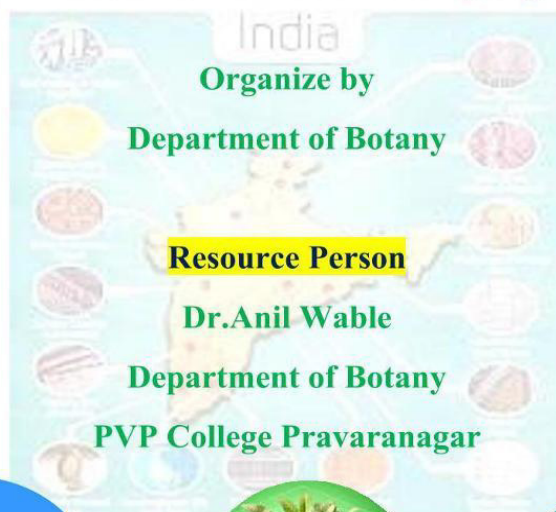 India
Organize by
Department of Botany
Resource Person
Dr.Anil Wable
Department of Botany
PVP College Pravaranagar